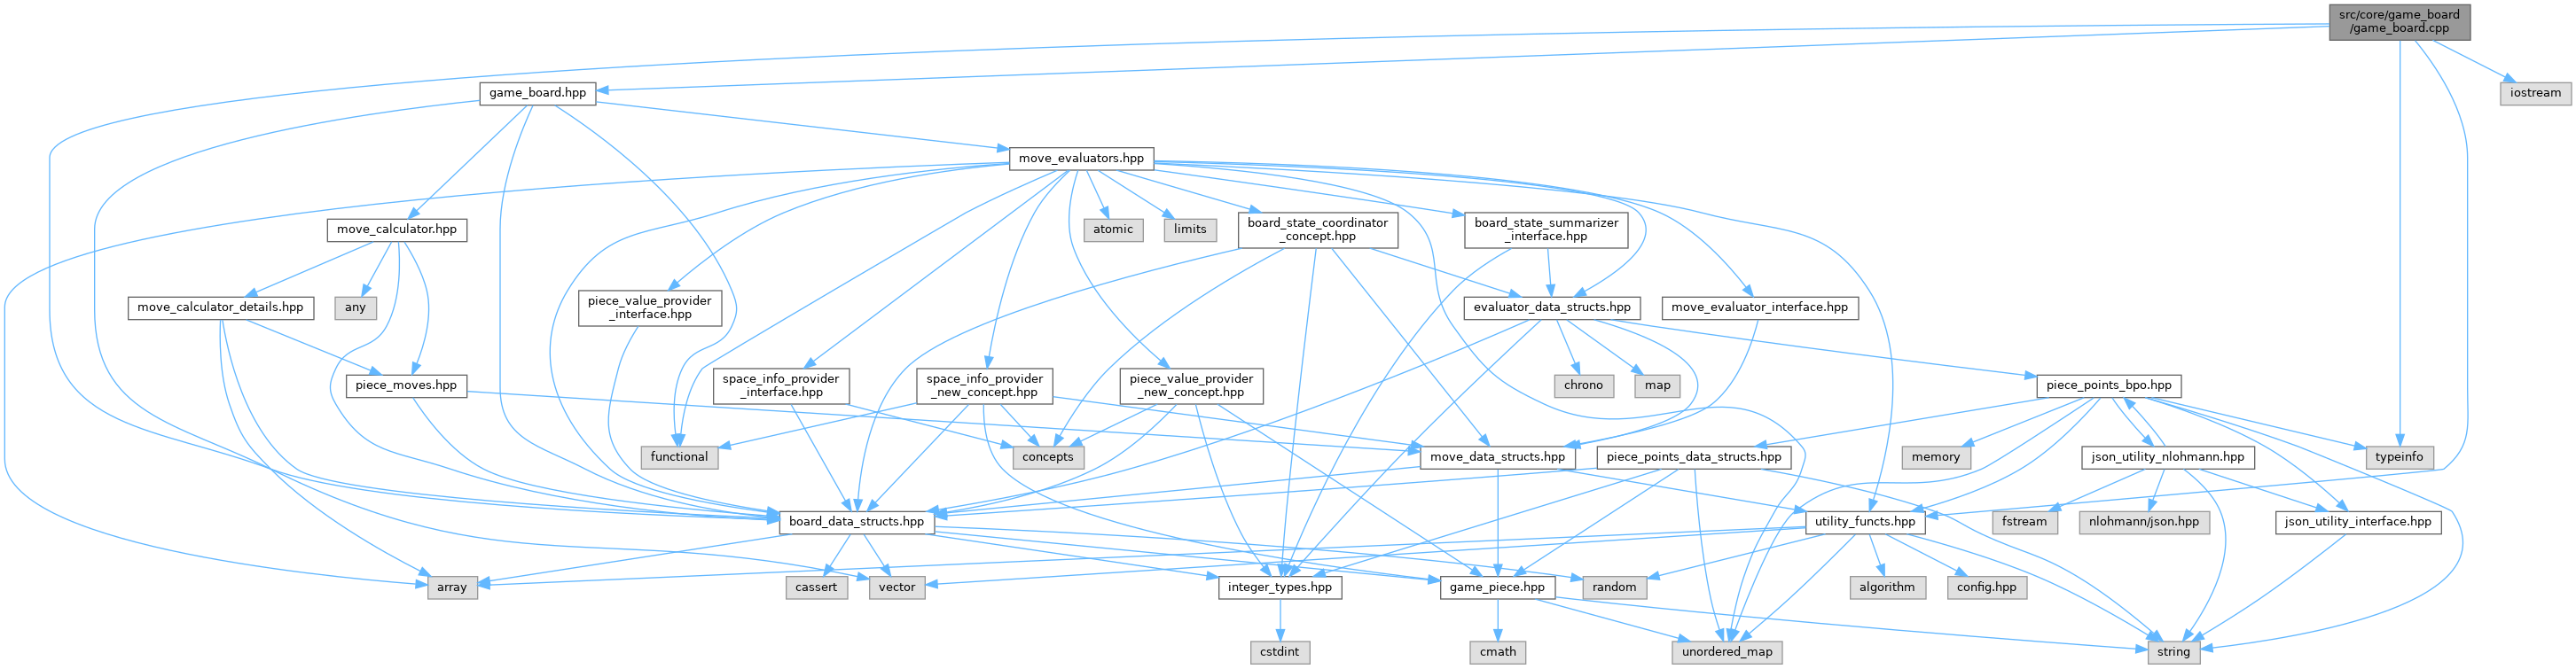 src/core/game_board
/game_board.cpp
game_board.hpp
iostream
move_evaluators.hpp
move_calculator.hpp
atomic
limits
board_state_coordinator
_concept.hpp
board_state_summarizer
_interface.hpp
move_calculator_details.hpp
any
piece_value_provider
_interface.hpp
evaluator_data_structs.hpp
move_evaluator_interface.hpp
piece_moves.hpp
space_info_provider
_interface.hpp
space_info_provider
_new_concept.hpp
piece_value_provider
_new_concept.hpp
chrono
map
piece_points_bpo.hpp
functional
concepts
move_data_structs.hpp
piece_points_data_structs.hpp
memory
json_utility_nlohmann.hpp
typeinfo
board_data_structs.hpp
utility_functs.hpp
fstream
nlohmann/json.hpp
json_utility_interface.hpp
array
cassert
vector
integer_types.hpp
game_piece.hpp
random
algorithm
config.hpp
cstdint
cmath
unordered_map
string